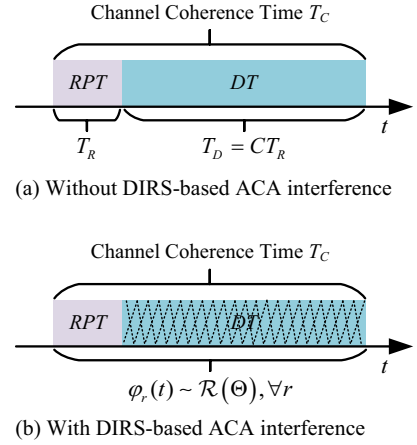 Channel Coherence Time T_C
RPT DT
t
T_R T_D = CT_R
(a) Without DIRS-based ACA interference
Channel Coherence Time T_C
RPT DT
t
φ_r(t) ~ ℛ(Θ), ∀r
(b) With DIRS-based ACA interference